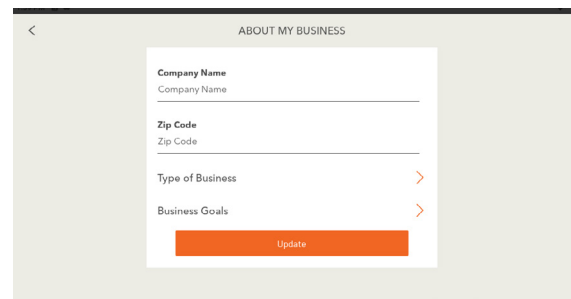 ABOUT MY BUSINESS
Company Name
Company Name
Zip Code
Zip Code
Type of Business
Business Goals
Update